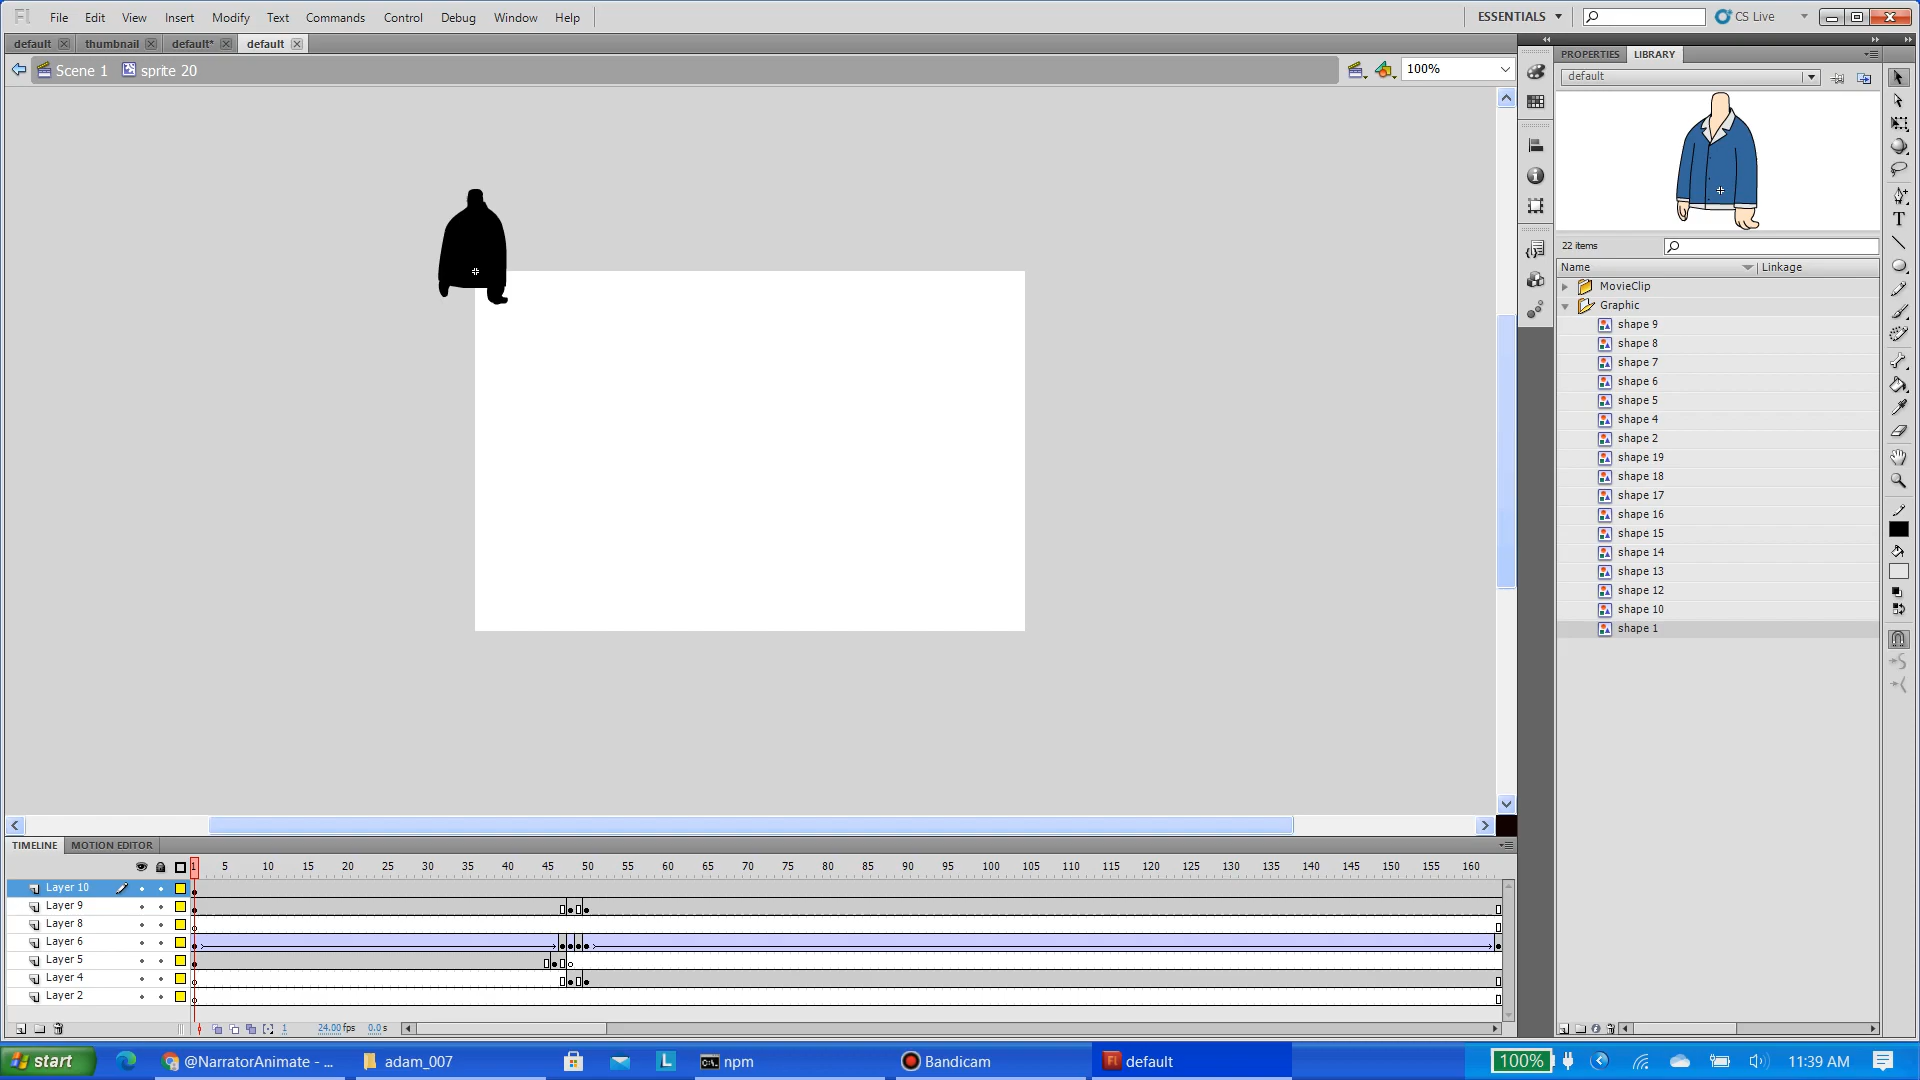 Fl File Edit View Insert Modify Text Commands Control Debug Window Help ESSENTIALS CS Live
default thumbnail default* default
Scene 1 sprite 20 100%
PROPERTIES LIBRARY
default
22 items
Name Linkage
MovieClip
Graphic
shape 9
shape 8
shape 7
shape 6
shape 5
shape 4
shape 2
shape 19
shape 18
shape 17
shape 16
shape 15
shape 14
shape 13
shape 12
shape 10
shape 1
TIMELINE MOTION EDITOR
1 5 10 15 20 25 30 35 40 45 50 55 60 65 70 75 80 85 90 95 100 105 110 115 120 125 130 135 140 145 150 155 160
Layer 10
Layer 9
Layer 8
Layer 6
Layer 5
Layer 4
Layer 2
1 24.00 fps 0.0 s
start @NarratorAnimate - ... adam_007 L npm Bandicam Fl default 100% 11:39 AM